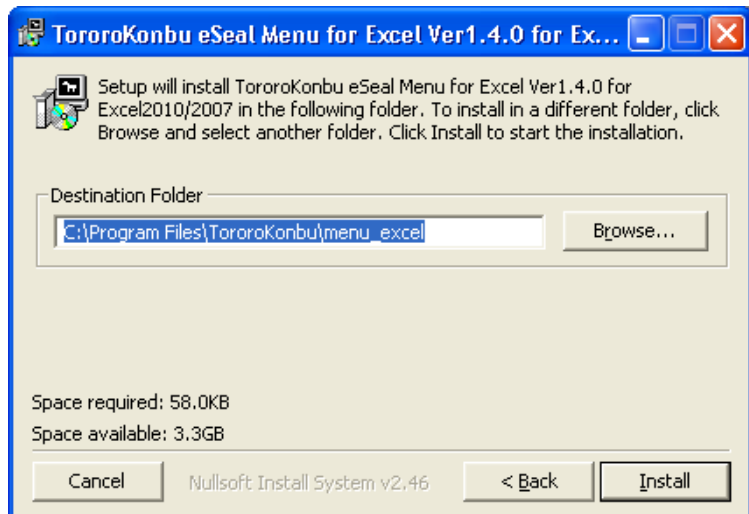 TororoKonbu eSeal Menu for Excel Ver1.4.0 for Ex...
Setup will install TororoKonbu eSeal Menu for Excel Ver1.4.0 for
Excel2010/2007 in the following folder. To install in a different folder, click
Browse and select another folder. Click Install to start the installation.
Destination Folder
C:\Program Files\TororoKonbu\menu_excel
Browse...
Space required: 58.0KB
Space available: 3.3GB
Cancel
Nullsoft Install System v2.46
< Back
Install